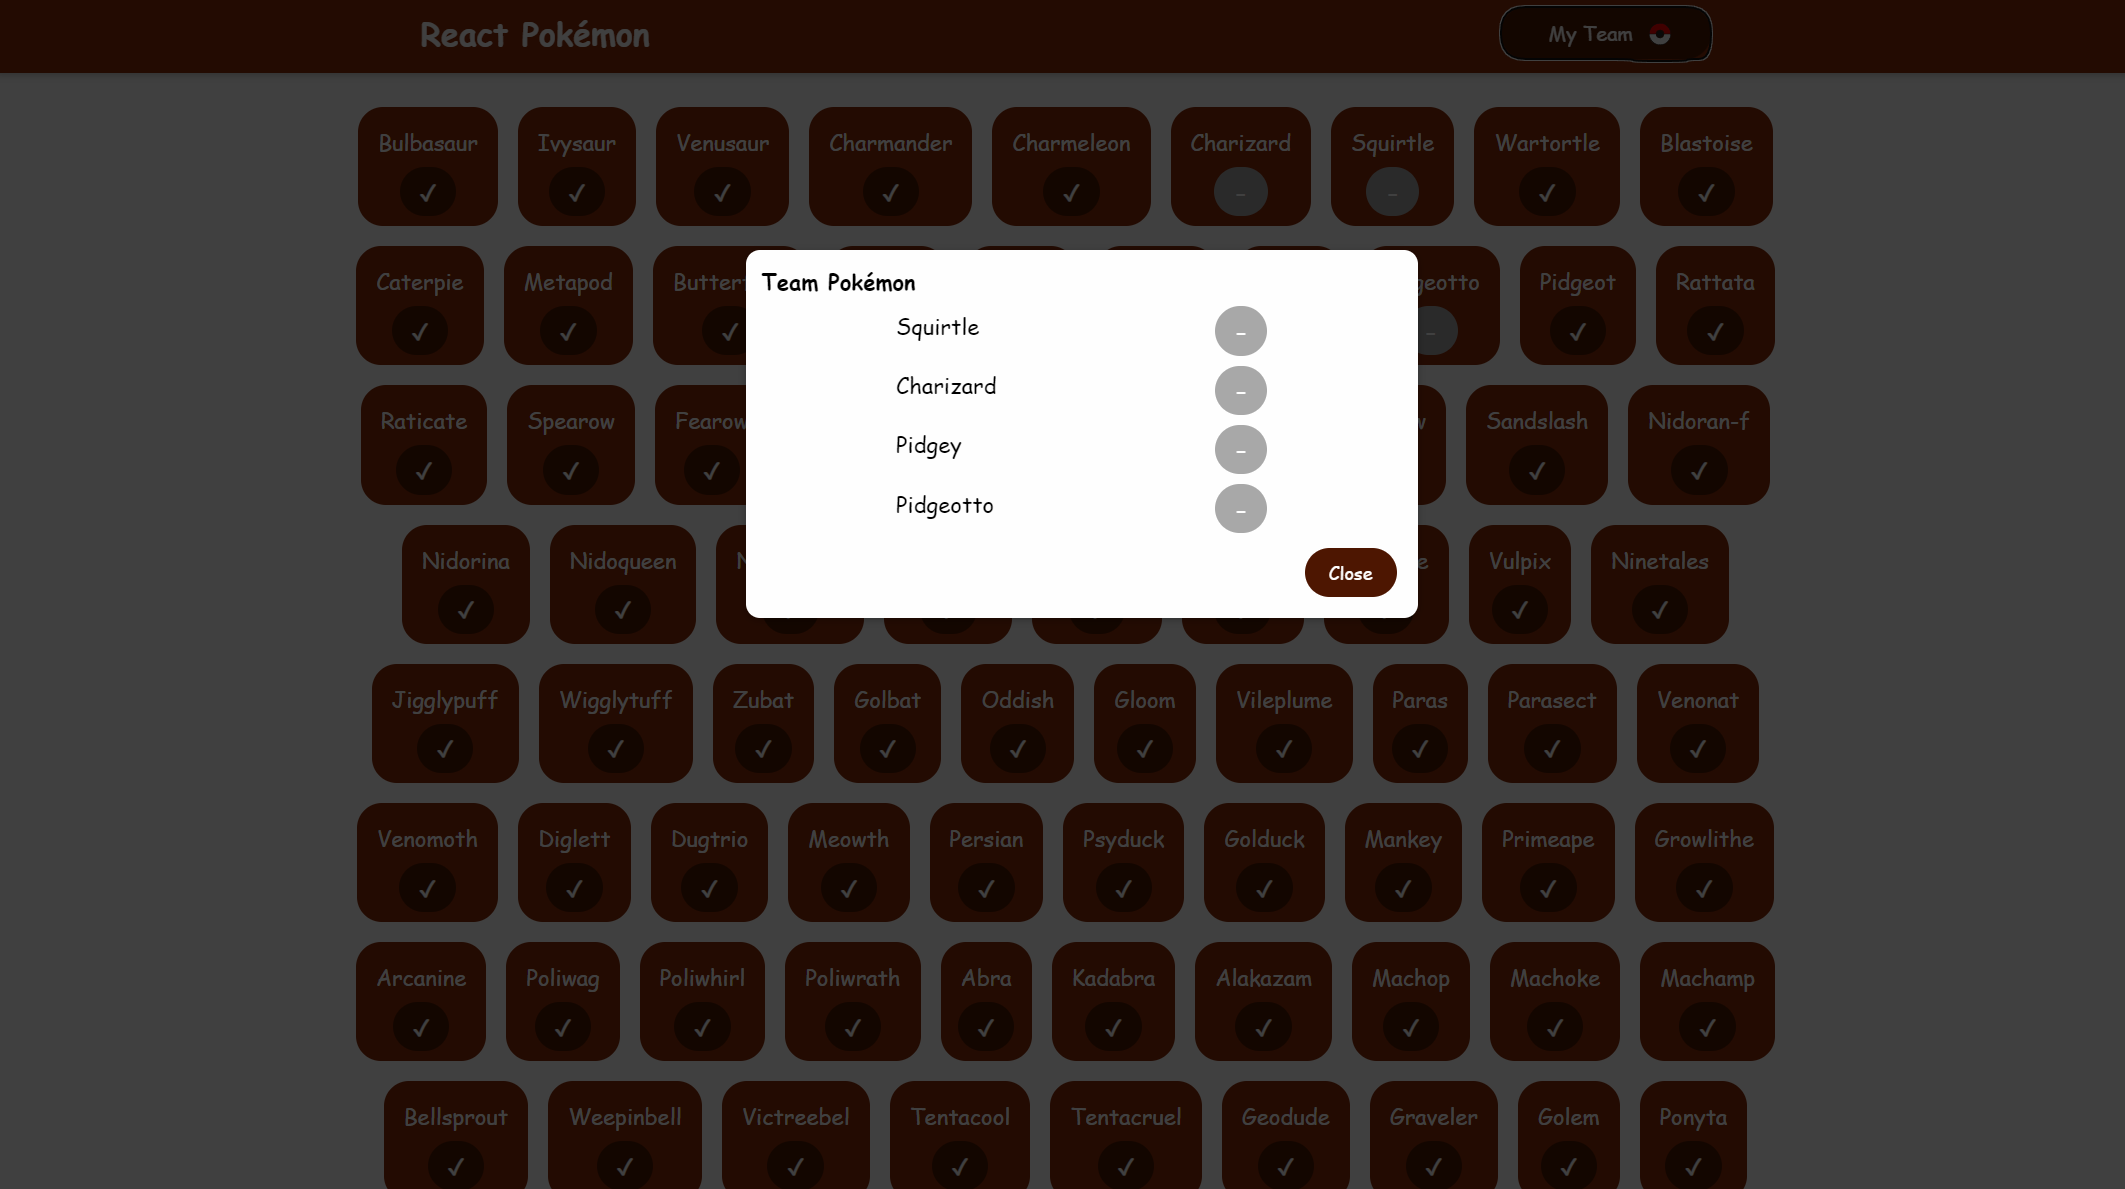 React Pokémon
My Team
Bulbasaur Ivysaur Venusaur Charmander Charmeleon Charizard Squirtle Wartortle Blastoise
✓ ✓ ✓ ✓ ✓ - - ✓ ✓
Caterpie Metapod geotto Pidgeot Rattata
✓ ✓ ✓ - ✓ ✓
Team Pokémon
Squirtle -
Charizard -
Pidgey -
Pidgeotto -
Close
Raticate Spearow Fearow Sandslash Nidoran-f
✓ ✓ ✓ ✓ ✓
Nidorina Nidoqueen Vulpix Ninetales
✓ ✓ ✓ ✓
Jigglypuff Wigglytuff Zubat Golbat Oddish Gloom Vileplume Paras Parasect Venonat
✓ ✓ ✓ ✓ ✓ ✓ ✓ ✓ ✓ ✓
Venomoth Diglett Dugtrio Meowth Persian Psyduck Golduck Mankey Primeape Growlithe
✓ ✓ ✓ ✓ ✓ ✓ ✓ ✓ ✓ ✓
Arcanine Poliwag Poliwhirl Poliwrath Abra Kadabra Alakazam Machop Machoke Machamp
✓ ✓ ✓ ✓ ✓ ✓ ✓ ✓ ✓ ✓
Bellsprout Weepinbell Victreebel Tentacool Tentacruel Geodude Graveler Golem Ponyta
✓ ✓ ✓ ✓ ✓ ✓ ✓ ✓ ✓